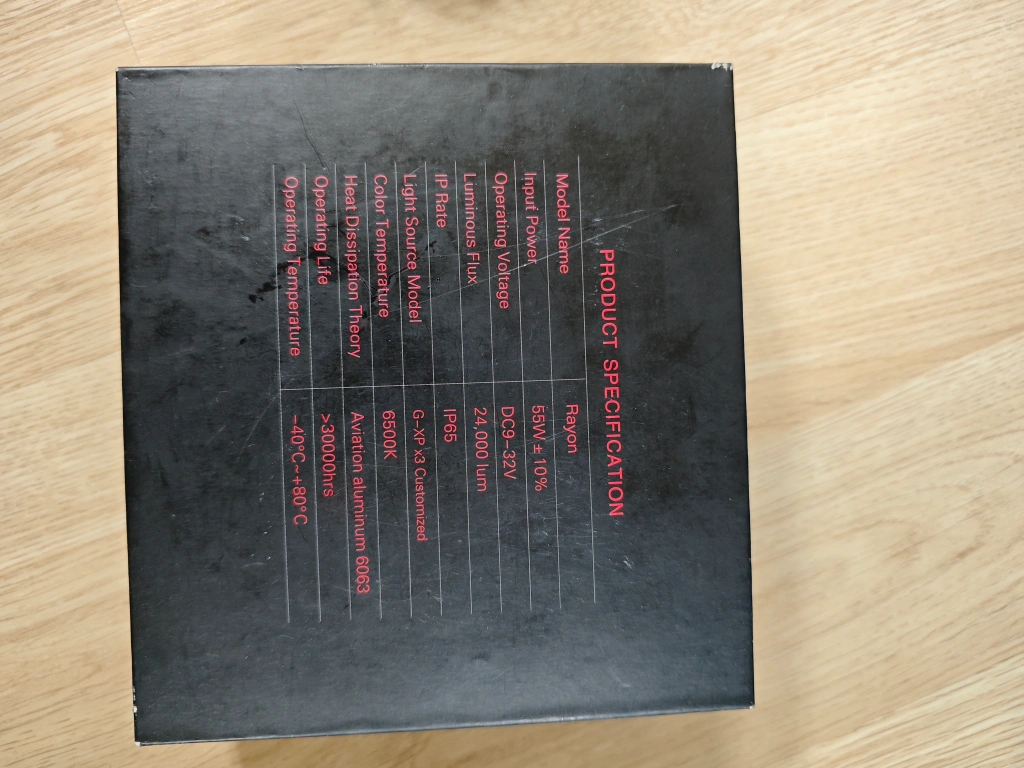 PRODUCT SPECIFICATION
Model Name Rayon
Input Power 55W ± 10%
Operating Voltage DC9-32V
Luminous Flux 24,000 lum
IP Rate IP65
Light Source Model G-XP x3 Customized
Color Temperature 6500K
Heat Dissipation Theory Aviation aluminum 6063
Operating Life >30000hrs
Operating Temperature -40°C~+80°C